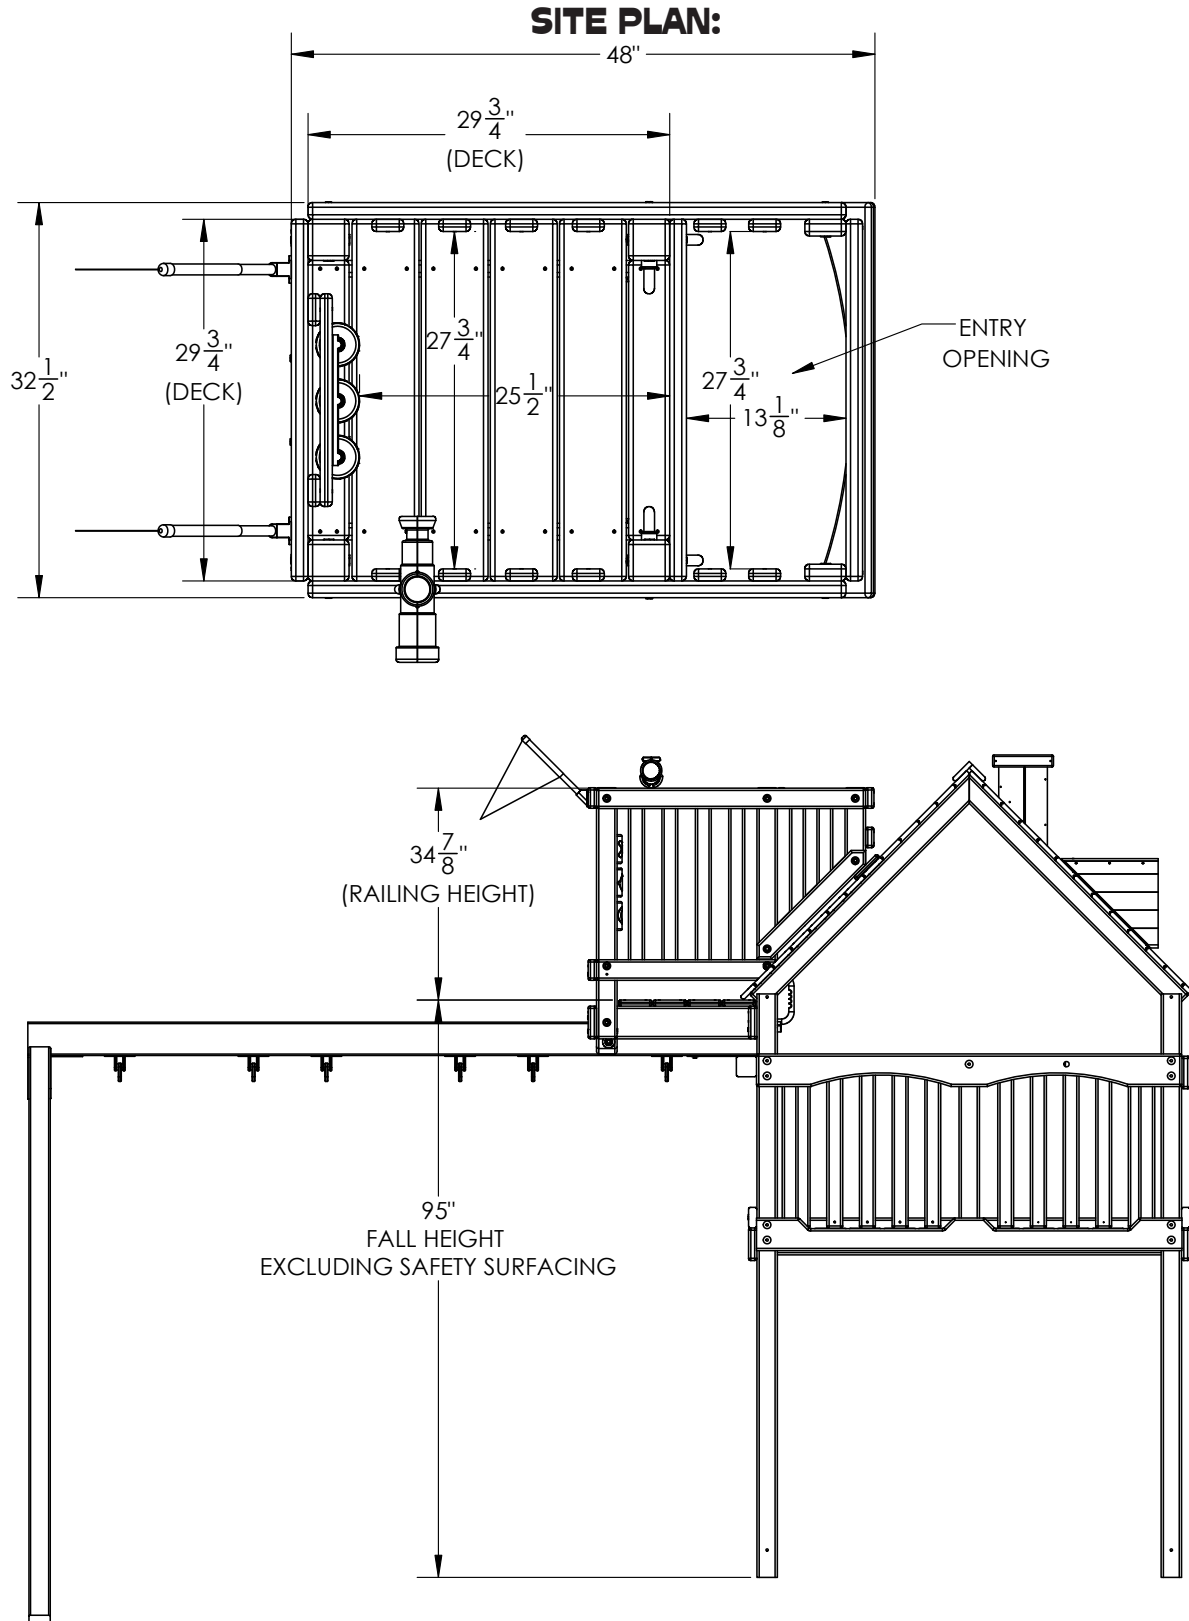 SITE PLAN:
48"
29 3/4"
(DECK)
32 1/2"
29 3/4"
(DECK)
27 3/4"
25 1/2"
27 3/4"
13 1/8"
ENTRY
OPENING
34 7/8"
(RAILING HEIGHT)
95"
FALL HEIGHT
EXCLUDING SAFETY SURFACING